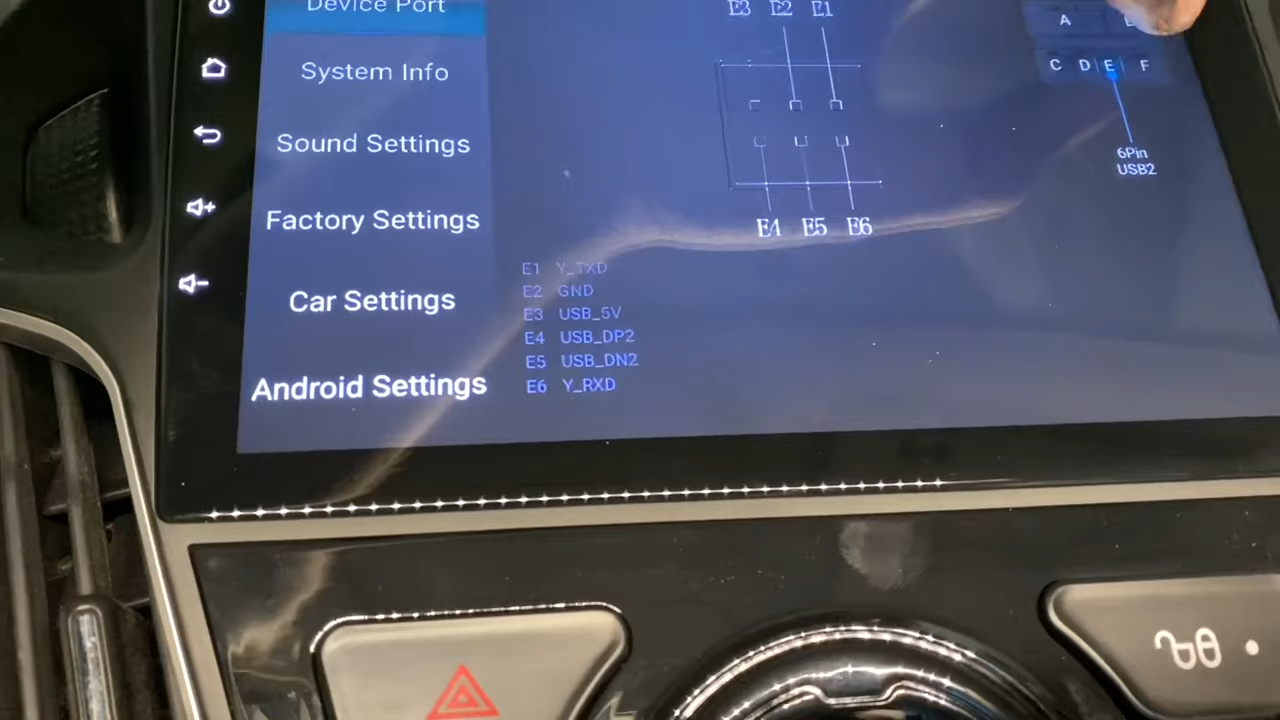 Device Port
System Info
Sound Settings
Factory Settings
Car Settings
Android Settings
E3 E2 E1
E4 E5 E6
E1 Y_TXD
E2 GND
E3 USB_5V
E4 USB_DP2
E5 USB_DN2
E6 Y_RXD
A
C D E F
6Pin
USB2